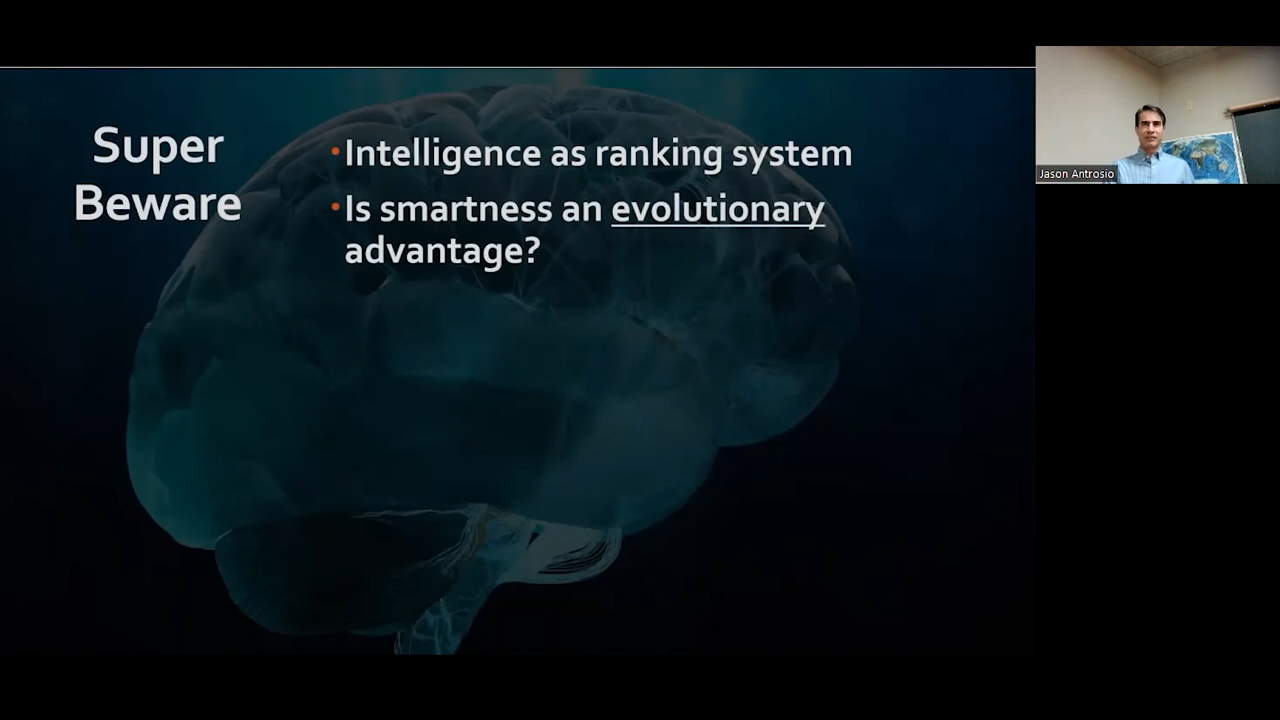 Super
Beware
•Intelligence as ranking system
•Is smartness an evolutionary
advantage?
Jason Antrosio